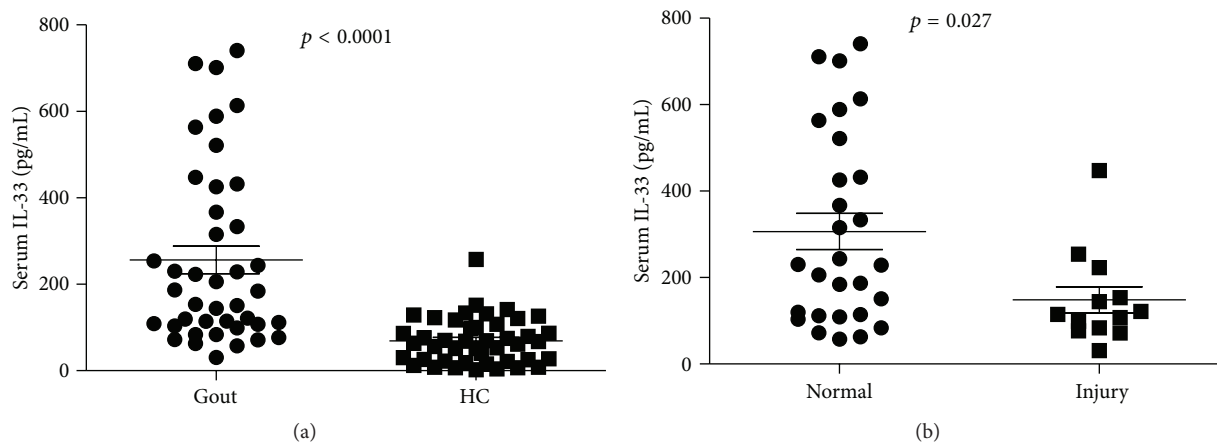 800
600
400
200
0
Serum IL-33 (pg/mL)
p < 0.0001
Gout
HC
(a)
800
600
400
200
0
Serum IL-33 (pg/mL)
p = 0.027
Normal
Injury
(b)